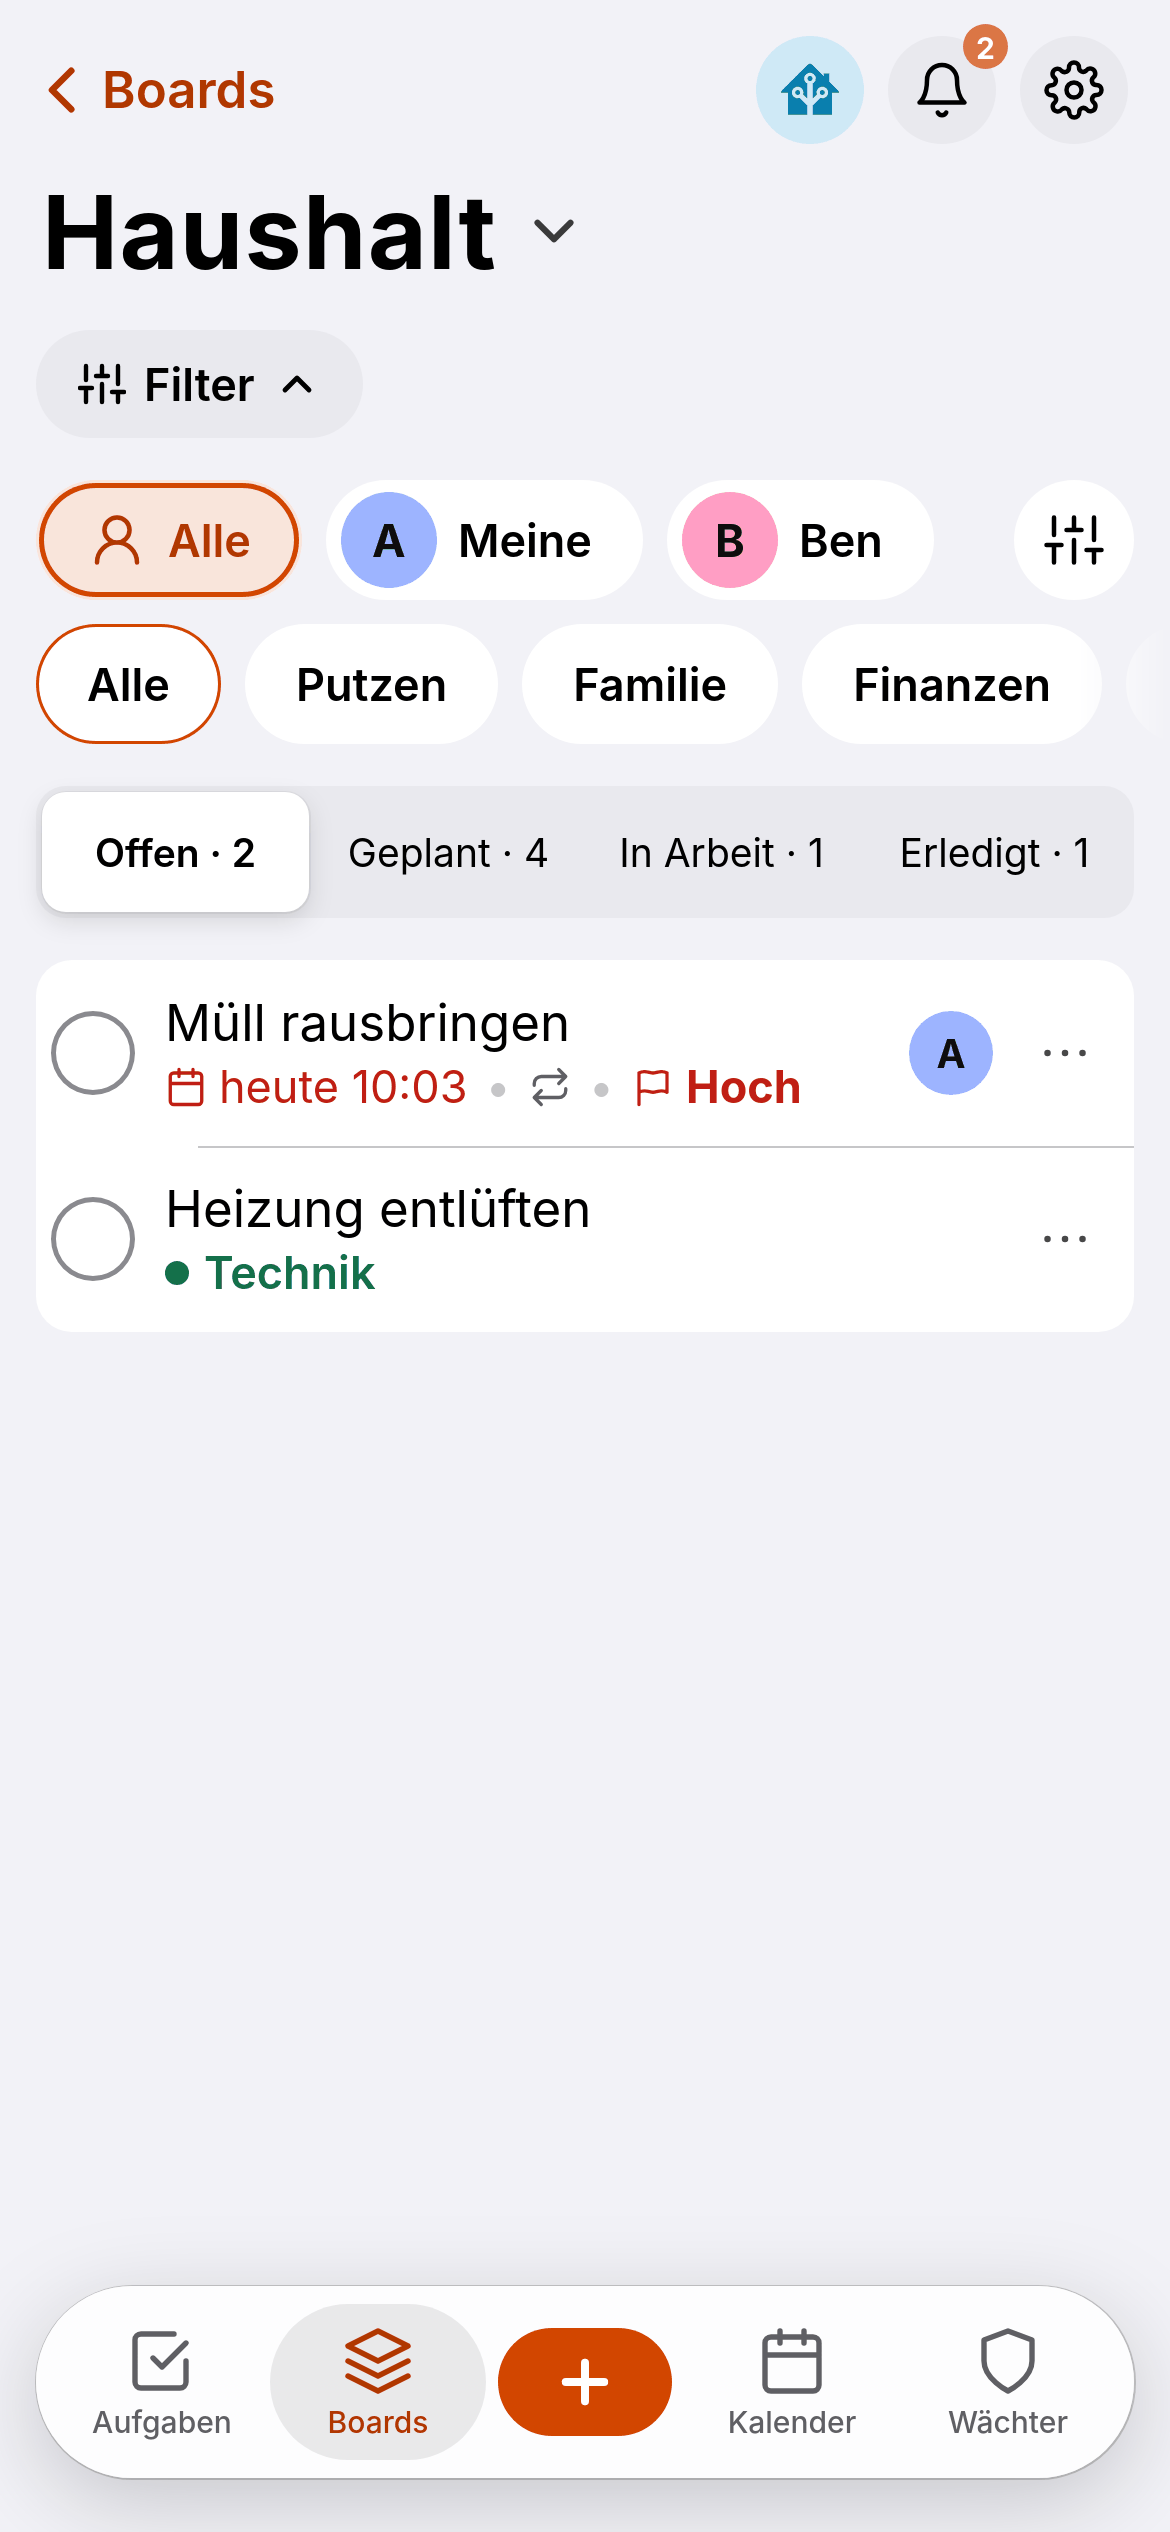 Boards
2
Haushalt
Filter
Alle
A Meine
B Ben
Alle
Putzen
Familie
Finanzen
Offen · 2
Geplant · 4
In Arbeit · 1
Erledigt · 1
Müll rausbringen
heute 10:03
Hoch
A
Heizung entlüften
Technik
Aufgaben
Boards
Kalender
Wächter